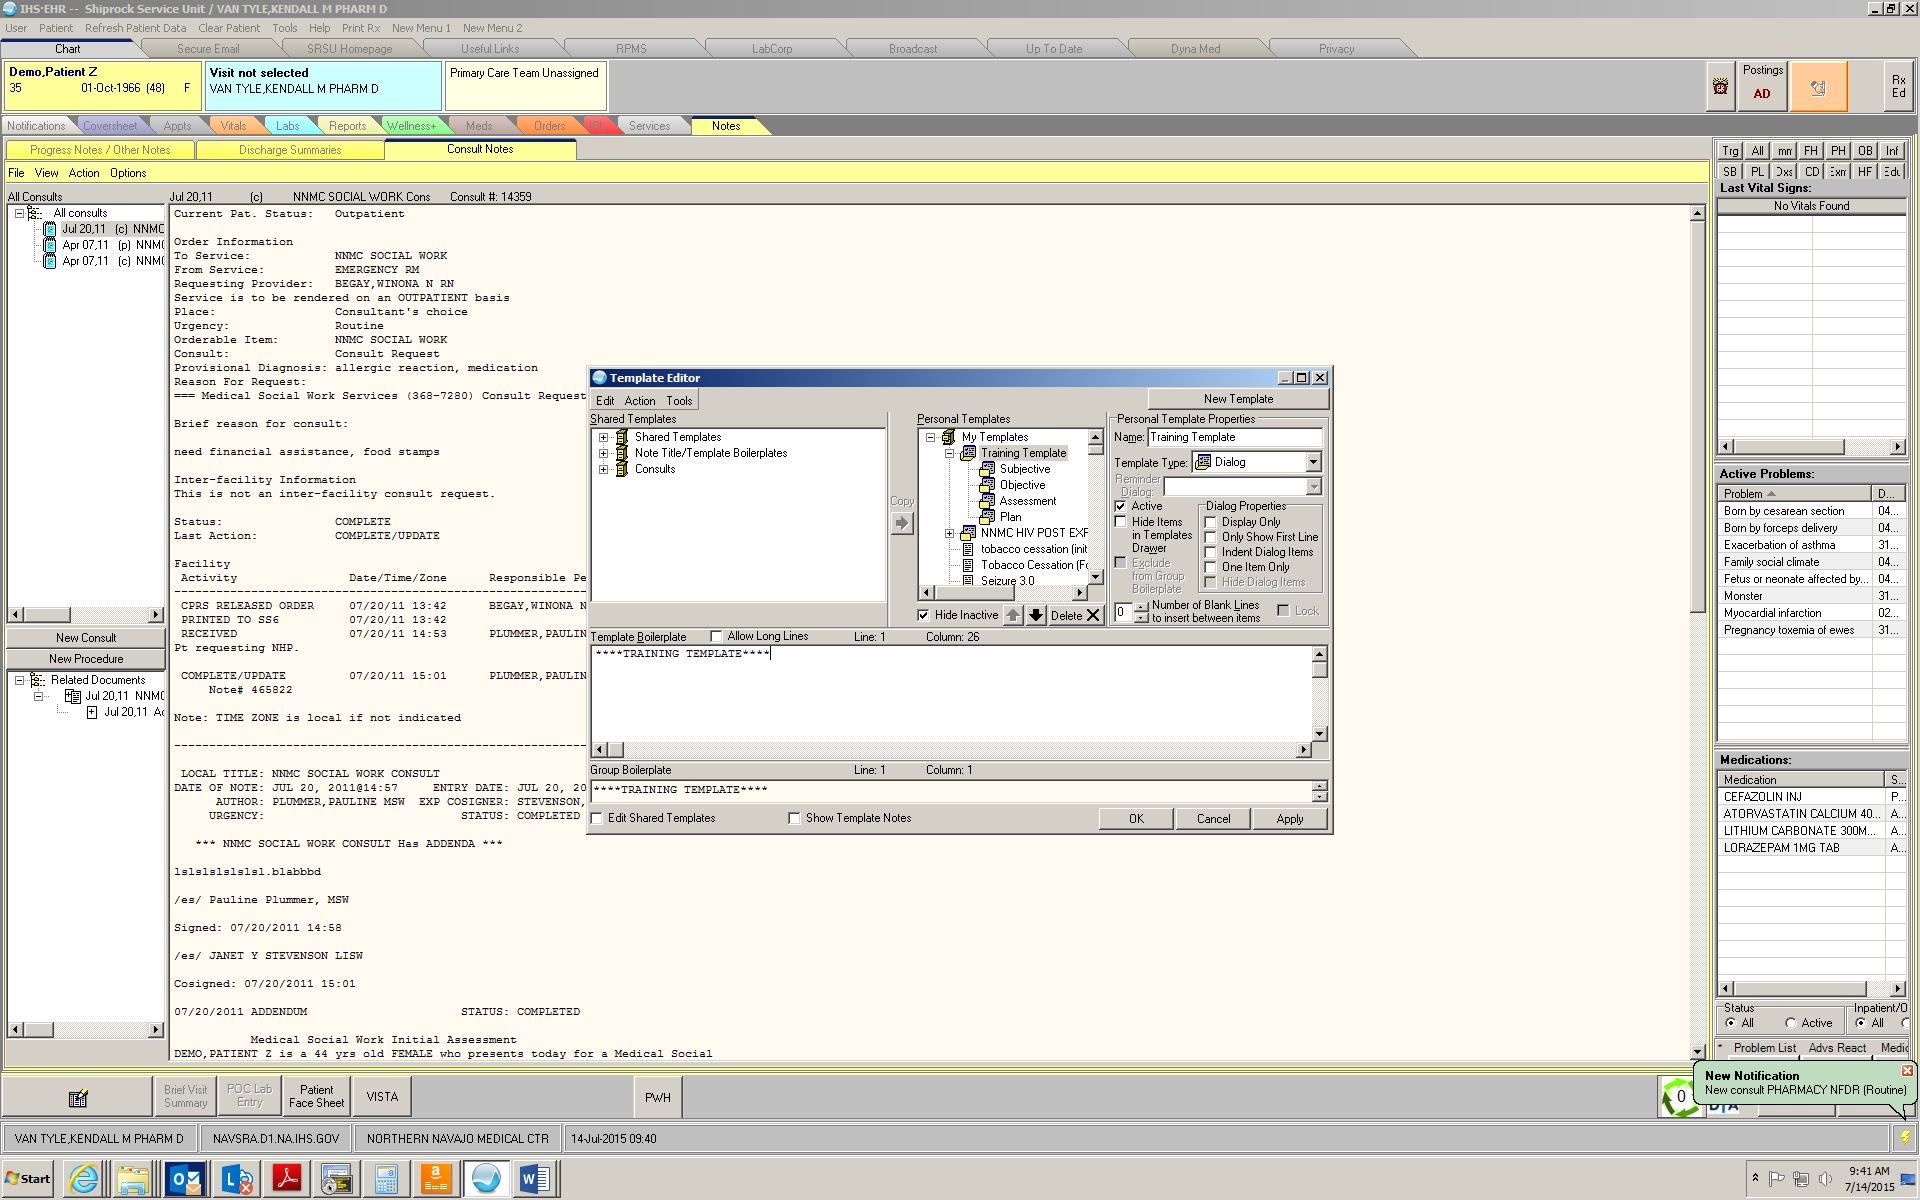 IHS-EHR -- Shiprock Service Unit / VAN TYLE,KENDALL M PHARM D
User Patient Refresh Patient Data Clear Patient Tools Help Print Rx New Menu 1 New Menu 2
Chart Secure Email SRSU Homepage Useful Links RPMS LabCorp Broadcast Up To Date Dyna Med Privacy
Demo,Patient Z
35 01-Oct-1966 (48) F
Visit not selected
VAN TYLE,KENDALL M PHARM D
Primary Care Team Unassigned
Postings
AD
Rx
Ed
Notifications Coversheet Appts Vitals Labs Reports Wellness+ Meds Orders Services Notes
Progress Notes / Other Notes Discharge Summaries Consult Notes
File View Action Options
All Consults
All consults
Jul 20,11 (c) NNMC
Apr 07,11 (p) NNMC
Apr 07,11 (c) NNMC
New Consult
New Procedure
Related Documents
Jul 20,11 NNMC
Jul 20,11 Ad
Jul 20,11 (c) NNMC SOCIAL WORK Cons Consult #: 14359
Current Pat. Status: Outpatient
Order Information
To Service: NNMC SOCIAL WORK
From Service: EMERGENCY RM
Requesting Provider: BEGAY,WINONA N RN
Service is to be rendered on an OUTPATIENT basis
Place: Consultant's choice
Urgency: Routine
Orderable Item: NNMC SOCIAL WORK
Consult: Consult Request
Provisional Diagnosis: allergic reaction, medication
Reason For Request:
=== Medical Social Work Services (368-7280) Consult Request
Brief reason for consult:
need financial assistance, food stamps
Inter-facility Information
This is not an inter-facility consult request.
Status: COMPLETE
Last Action: COMPLETE/UPDATE
Facility
Activity Date/Time/Zone Responsible Pe
CPRS RELEASED ORDER 07/20/11 13:42 BEGAY,WINONA N
PRINTED TO SS6 07/20/11 13:42
RECEIVED 07/20/11 14:53 PLUMMER,PAULIN
Pt requesting NHP.
COMPLETE/UPDATE 07/20/11 15:01 PLUMMER,PAULIN
Note# 465822
Note: TIME ZONE is local if not indicated
LOCAL TITLE: NNMC SOCIAL WORK CONSULT
DATE OF NOTE: JUL 20, 2011@14:57 ENTRY DATE: JUL 20, 20
AUTHOR: PLUMMER,PAULINE MSW EXP COSIGNER: STEVENSON,
URGENCY: STATUS: COMPLETED
*** NNMC SOCIAL WORK CONSULT Has ADDENDA ***
lslslslslslsl.blabbbd
/es/ Pauline Plummer, MSW
Signed: 07/20/2011 14:58
/es/ JANET Y STEVENSON LISW
Cosigned: 07/20/2011 15:01
07/20/2011 ADDENDUM STATUS: COMPLETED
Medical Social Work Initial Assessment
DEMO,PATIENT Z is a 44 yrs old FEMALE who presents today for a Medical Social
Template Editor
Edit Action Tools New Template
Shared Templates
Shared Templates
Note Title/Template Boilerplates
Consults
Copy
Personal Templates
My Templates
Training Template
Subjective
Objective
Assessment
Plan
NNMC HIV POST EXP
tobacco cessation (init
Tobacco Cessation (Fo
Seizure 3.0
Hide Inactive Delete
Personal Template Properties
Name: Training Template
Template Type: Dialog
Reminder
Dialog:
Active
Hide Items
in Templates
Drawer
Exclude
from Group
Boilerplate
Dialog Properties
Display Only
Only Show First Line
Indent Dialog Items
One Item Only
Hide Dialog Items
0 Number of Blank Lines
to insert between items
Lock
Template Boilerplate Allow Long Lines Line: 1 Column: 26
****TRAINING TEMPLATE****
Group Boilerplate Line: 1 Column: 1
****TRAINING TEMPLATE****
Edit Shared Templates Show Template Notes OK Cancel Apply
Trg All FH PH OB Inf
SB PL CD HF
Last Vital Signs:
No Vitals Found
Active Problems:
Problem D...
Born by cesarean section 04...
Born by forceps delivery 04...
Exacerbation of asthma 31...
Family social climate 04...
Fetus or neonate affected by... 04...
Monster 31...
Myocardial infarction 02...
Pregnancy toxemia of ewes 31...
Medications:
Medication S...
CEFAZOLIN INJ P...
ATORVASTATIN CALCIUM 40... A...
LITHIUM CARBONATE 300M... A...
LORAZEPAM 1MG TAB A...
Status
All Active
Inpatient/O
All
* Problem List Advs React Medic
New Notification
New consult PHARMACY NFDR (Routine)
Brief Visit
Summary
POC Lab
Entry
Patient
Face Sheet
VISTA
PWH
0
VAN TYLE,KENDALL M PHARM D NAVSRA.D1.NA.IHS.GOV NORTHERN NAVAJO MEDICAL CTR 14-Jul-2015 09:40
Start
9:41 AM
7/14/2015